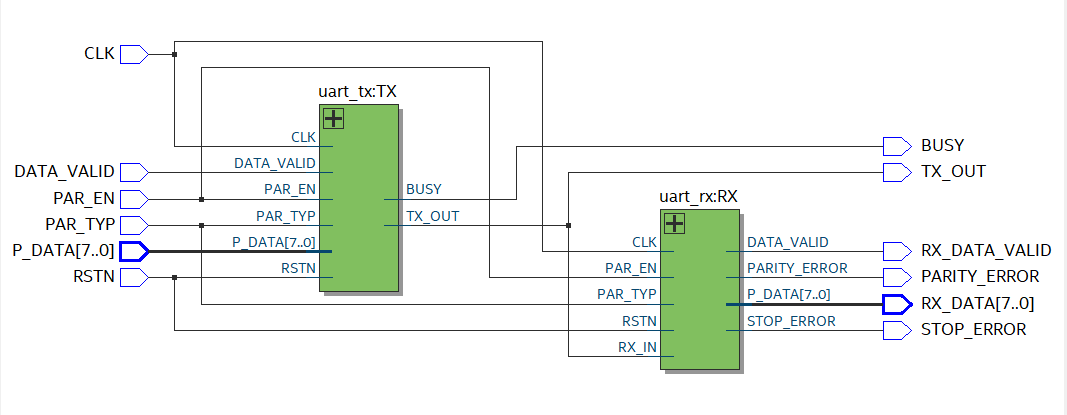 CLK
DATA_VALID
PAR_EN
PAR_TYP
P_DATA[7..0]
RSTN
uart_tx:TX
CLK
DATA_VALID
PAR_EN
PAR_TYP
P_DATA[7..0]
RSTN
BUSY
TX_OUT
uart_rx:RX
CLK
PAR_EN
PAR_TYP
RSTN
RX_IN
DATA_VALID
PARITY_ERROR
P_DATA[7..0]
STOP_ERROR
BUSY
TX_OUT
RX_DATA_VALID
PARITY_ERROR
RX_DATA[7..0]
STOP_ERROR